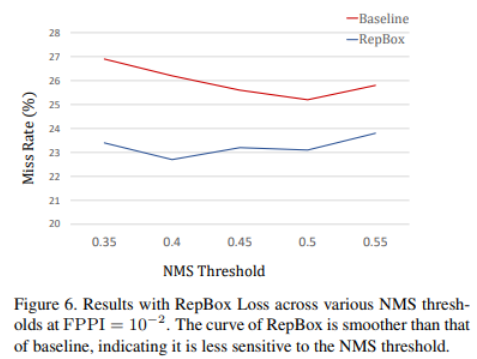 Baseline
RepBox
28
27
26
25
24
23
22
21
20
Miss Rate (%)
0.35 0.4 0.45 0.5 0.55
NMS Threshold
Figure 6. Results with RepBox Loss across various NMS thresh-
olds at FPPI = 10⁻². The curve of RepBox is smoother than that
of baseline, indicating it is less sensitive to the NMS threshold.